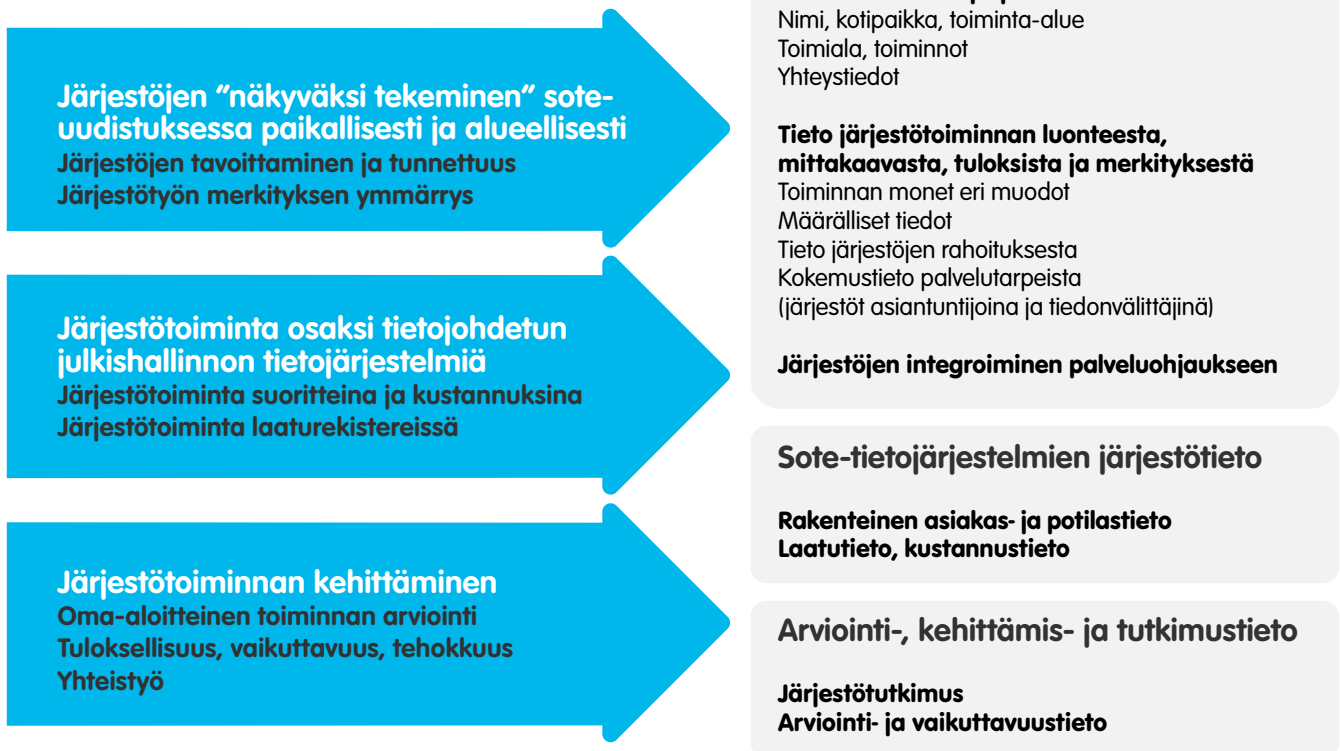 Järjestöjen ”näkyväksi tekeminen” sote-
uudistuksessa paikallisesti ja alueellisesti
Järjestöjen tavoittaminen ja tunnettuus
Järjestötyön merkityksen ymmärrys
Järjestötoiminta osaksi tietojohdetun
julkishallinnon tietojärjestelmiä
Järjestötoiminta suoritteina ja kustannuksina
Järjestötoiminta laaturekistereissä
Järjestötoiminnan kehittäminen
Oma-aloitteinen toiminnan arviointi
Tuloksellisuus, vaikuttavuus, tehokkuus
Yhteistyö
Nimi, kotipaikka, toiminta-alue
Toimiala, toiminnot
Yhteystiedot
Tieto järjestötoiminnan luonteesta,
mittakaavasta, tuloksista ja merkityksestä
Toiminnan monet eri muodot
Määrälliset tiedot
Tieto järjestöjen rahoituksesta
Kokemustieto palvelutarpeista
(järjestöt asiantuntijoina ja tiedonvälittäjinä)
Järjestöjen integroiminen palveluohjaukseen
Sote-tietojärjestelmien järjestötieto
Rakenteinen asiakas- ja potilastieto
Laatutieto, kustannustieto
Arviointi-, kehittämis- ja tutkimustieto
Järjestötutkimus
Arviointi- ja vaikuttavuustieto